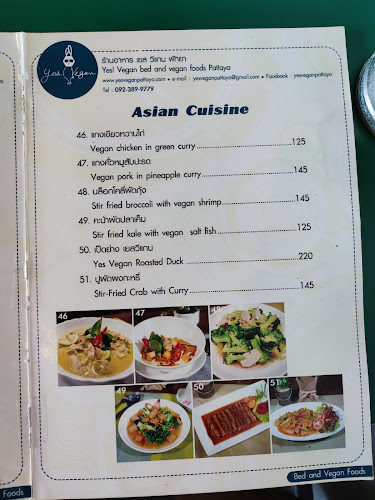 Yes Vegan
ร้านอาหาร เยส วีแกน พัทยา
Yes! Vegan bed and vegan foods Pattaya
www.yesveganpattaya.com • e-mail : yesveganpattaya@gmail.com • Facebook : yesveganpattaya
Tel : 092-389-9779
Asian Cuisine
46. แกงเขียวหวานไก่
Vegan chicken in green curry 125
47. แกงคั่วหมูสับปะรด
Vegan pork in pineapple curry 145
48. บล็อกโคลี่ผัดกุ้ง
Stir fried broccoli with vegan shrimp 145
49. คะน้าผัดปลาเค็ม
Stir fried kale with vegan salt fish 125
50. เป็ดย่าง เยสวีแกน
Yes Vegan Roasted Duck 220
51. ปูผัดผงกะหรี่
Stir-Fried Crab with Curry 145
46
47
48
49
50
51
Bed and Vegan Foods
Foods